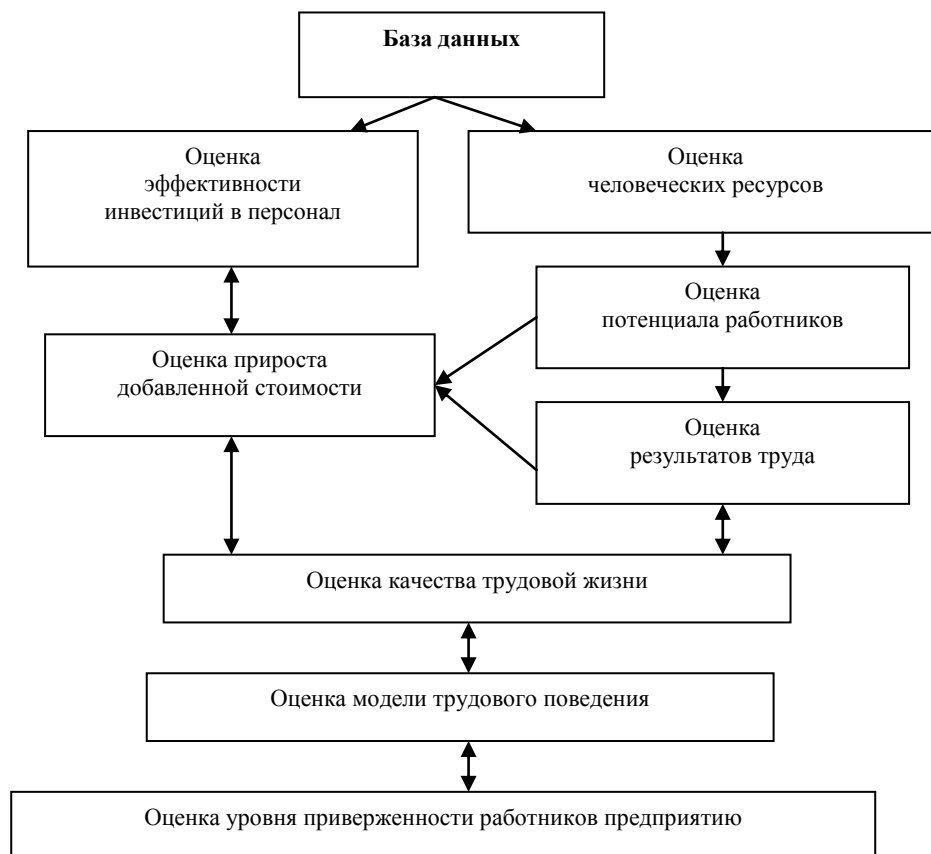 База данных
Оценка
эффективности
инвестиций в персонал
Оценка
человеческих ресурсов
Оценка
потенциала работников
Оценка прироста
добавленной стоимости
Оценка
результатов труда
Оценка качества трудовой жизни
Оценка модели трудового поведения
Оценка уровня приверженности работников предприятию